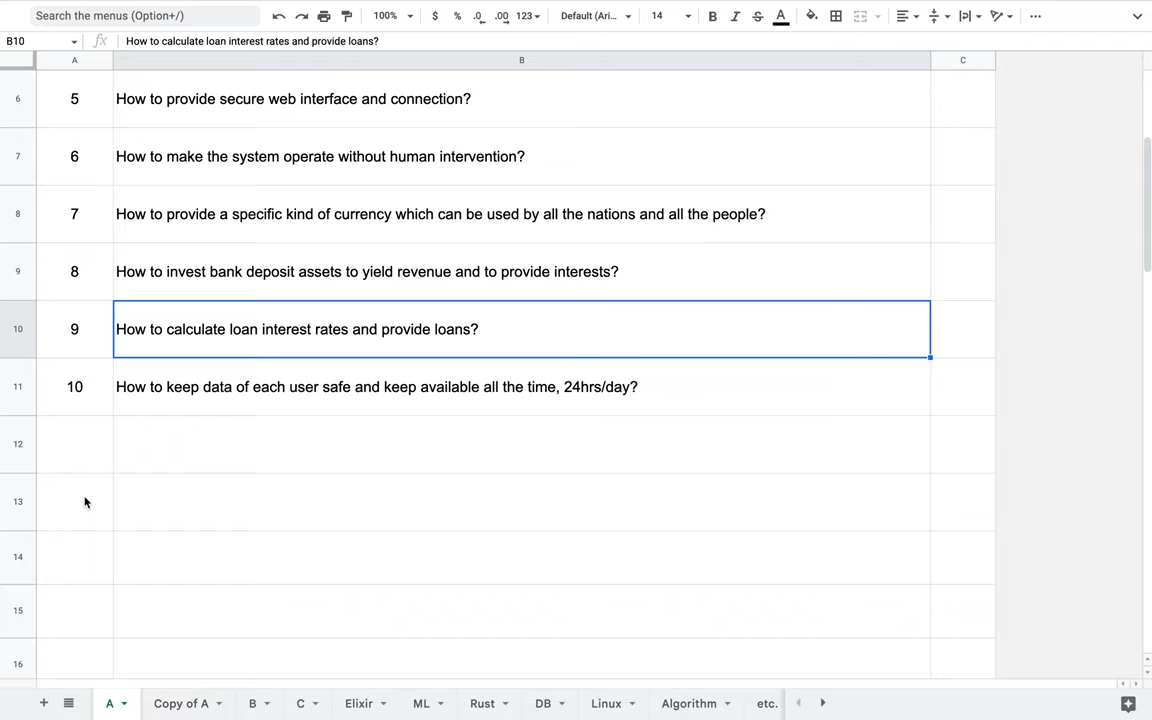 Search the menus (Option+/)
100%
$
%
.0
.00
123
Default (Ari...
14
B
I
S
A
B10
fx
How to calculate loan interest rates and provide loans?
A
B
C
6
5
How to provide secure web interface and connection?
7
6
How to make the system operate without human intervention?
8
7
How to provide a specific kind of currency which can be used by all the nations and all the people?
9
8
How to invest bank deposit assets to yield revenue and to provide interests?
10
9
How to calculate loan interest rates and provide loans?
11
10
How to keep data of each user safe and keep available all the time, 24hrs/day?
12
13
14
15
16
A
Copy of A
B
C
Elixir
ML
Rust
DB
Linux
Algorithm
etc.